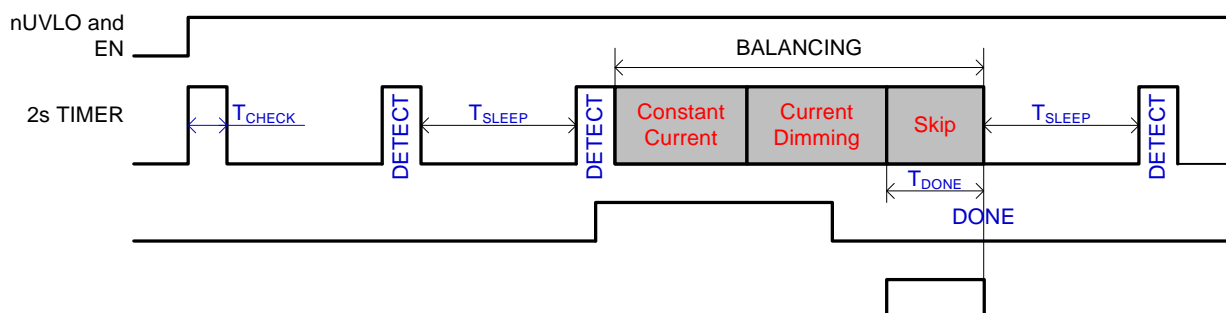 nUVLO and
EN
BALANCING
2s TIMER
TCHECK
DETECT
TSLEEP
DETECT
Constant
Current
Current
Dimming
Skip
TSLEEP
DETECT
TDONE
DONE